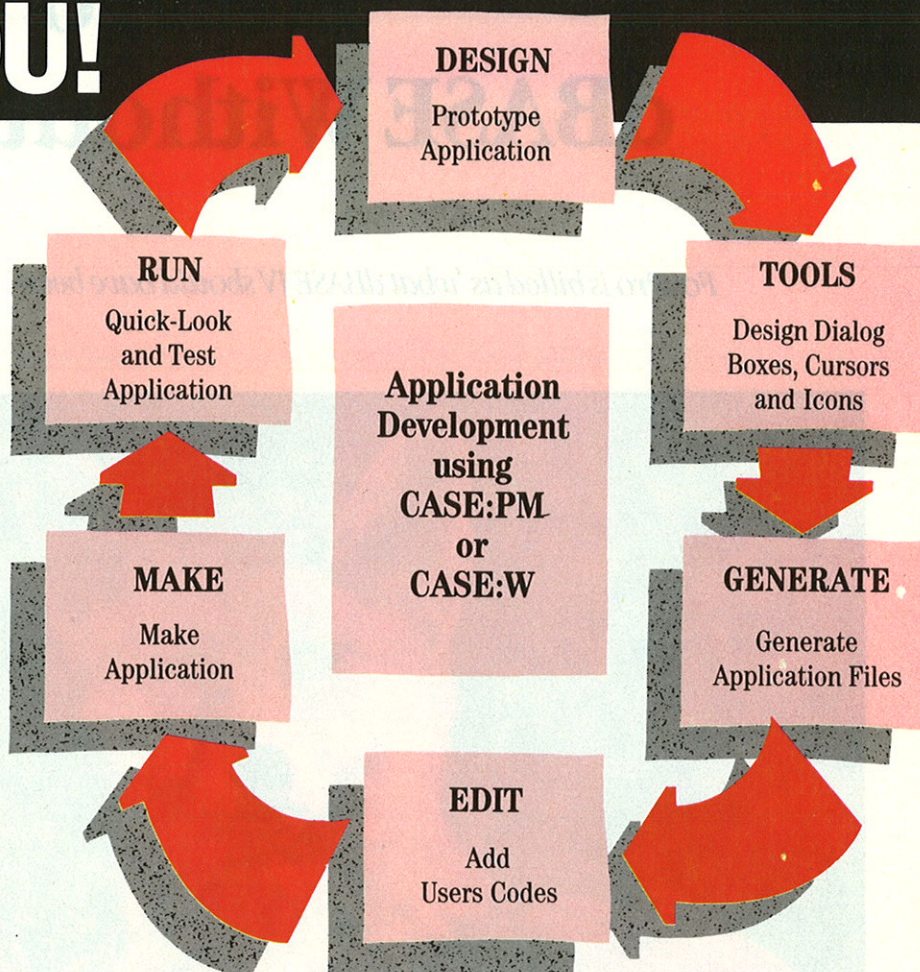 OU!
DESIGN
Prototype
Application
TOOLS
Design Dialog
Boxes, Cursors
and Icons
GENERATE
Generate
Application Files
EDIT
Add
Users Codes
MAKE
Make
Application
RUN
Quick-Look
and Test
Application
Application
Development
using
CASE:PM
or
CASE:W